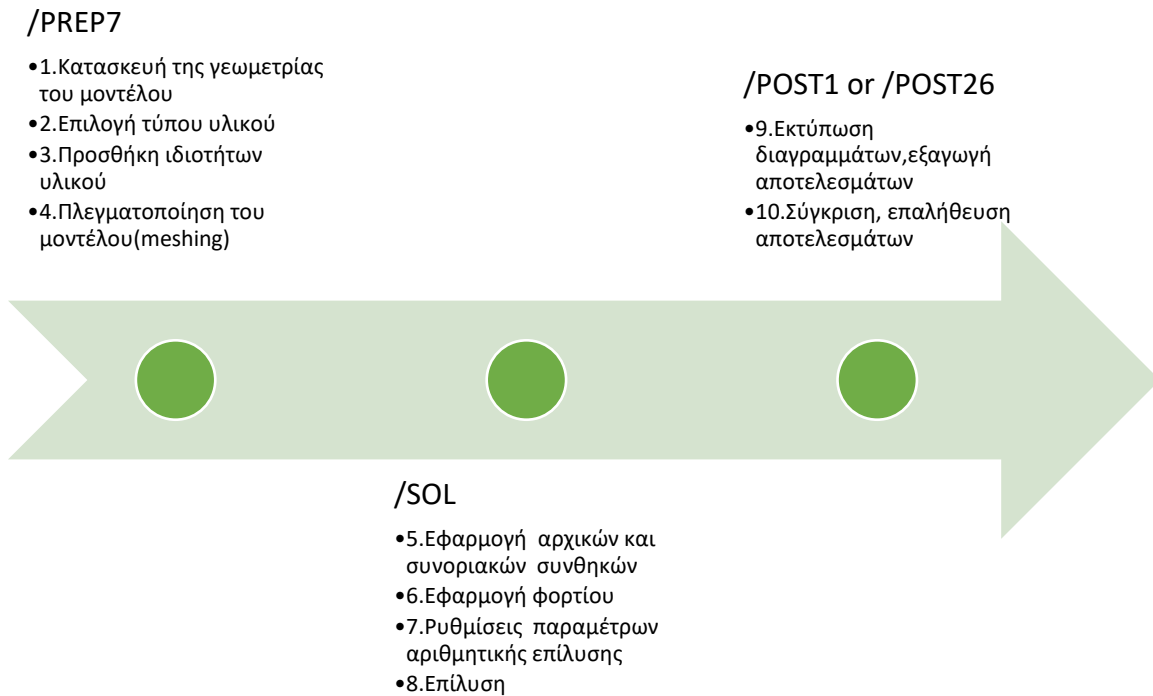 /PREP7
•1.Κατασκευή της γεωμετρίας
του μοντέλου
•2.Επιλογή τύπου υλικού
•3.Προσθήκη ιδιοτήτων
υλικού
•4.Πλεγματοποίηση του
μοντέλου(meshing)
/SOL
•5.Εφαρμογή αρχικών και
συνοριακών συνθηκών
•6.Εφαρμογή φορτίου
•7.Ρυθμίσεις παραμέτρων
αριθμητικής επίλυσης
•8.Επίλυση
/POST1 or /POST26
•9.Εκτύπωση
διαγραμμάτων,εξαγωγή
αποτελεσμάτων
•10.Σύγκριση, επαλήθευση
αποτελεσμάτων